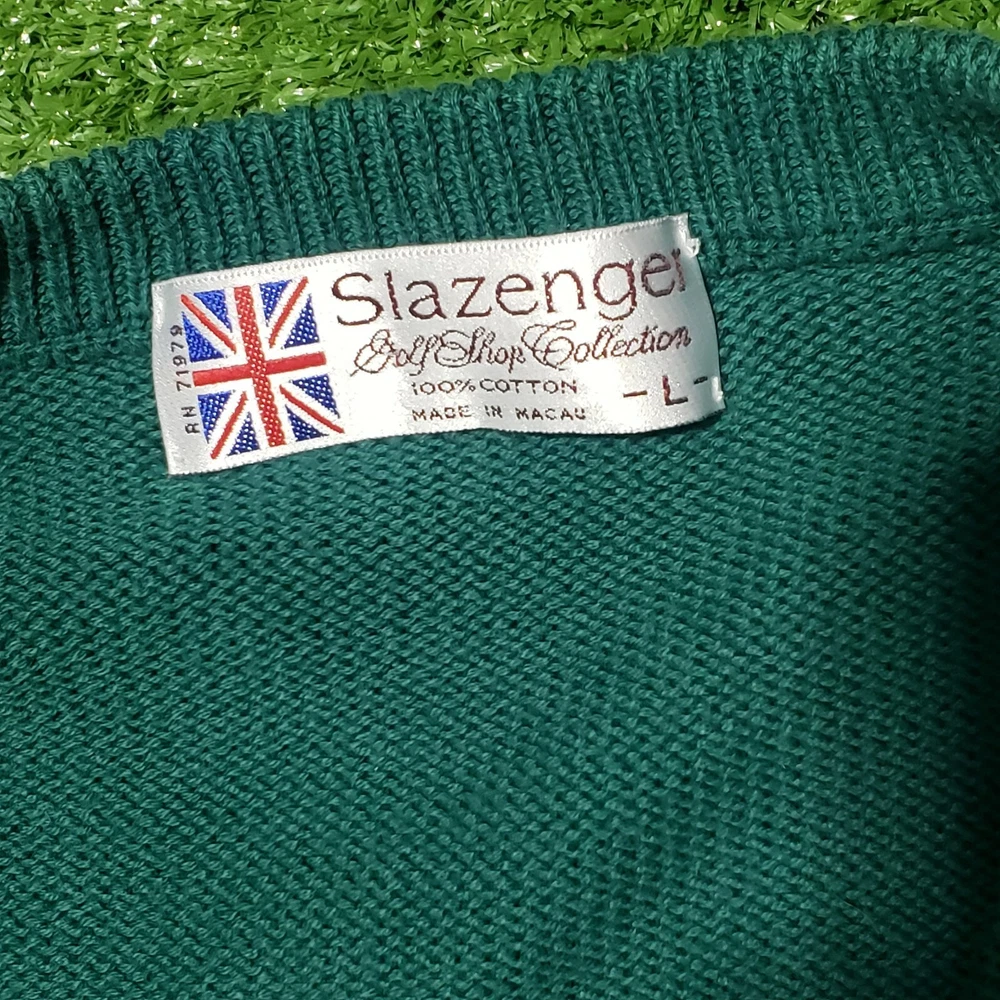 Slazenger
Golf Shop Collection
100% COTTON
- L -
MADE IN MACAU
RN 71979